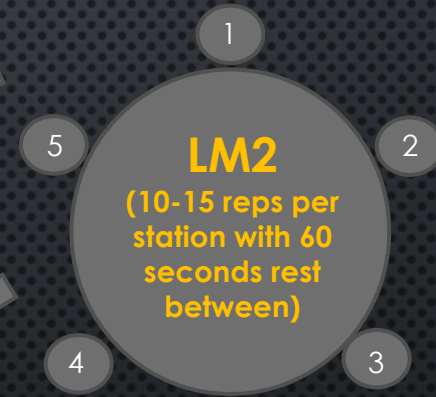 1
5
LM2
2
(10-15 reps per
station with 60
seconds rest
between)
4
3